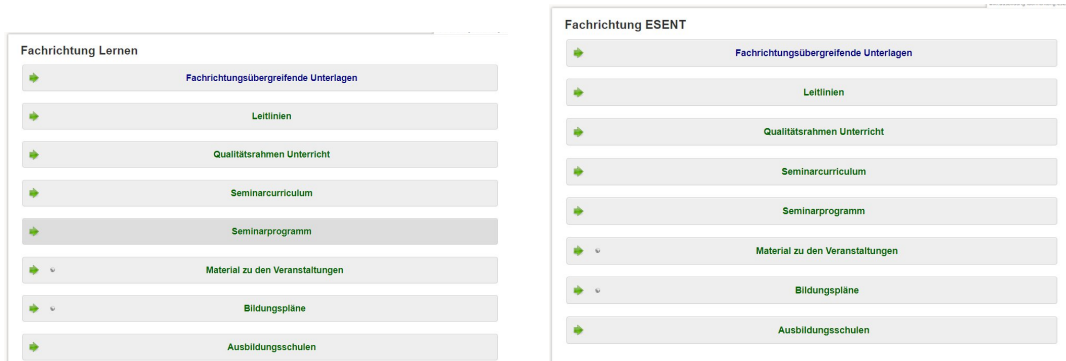 Fachrichtung Lernen
Fachrichtungsübergreifende Unterlagen
Leitlinien
Qualitätsrahmen Unterricht
Seminarcurriculum
Seminarprogramm
Material zu den Veranstaltungen
Bildungspläne
Ausbildungsschulen
Fachrichtung ESENT
Fachrichtungsübergreifende Unterlagen
Leitlinien
Qualitätsrahmen Unterricht
Seminarcurriculum
Seminarprogramm
Material zu den Veranstaltungen
Bildungspläne
Ausbildungsschulen